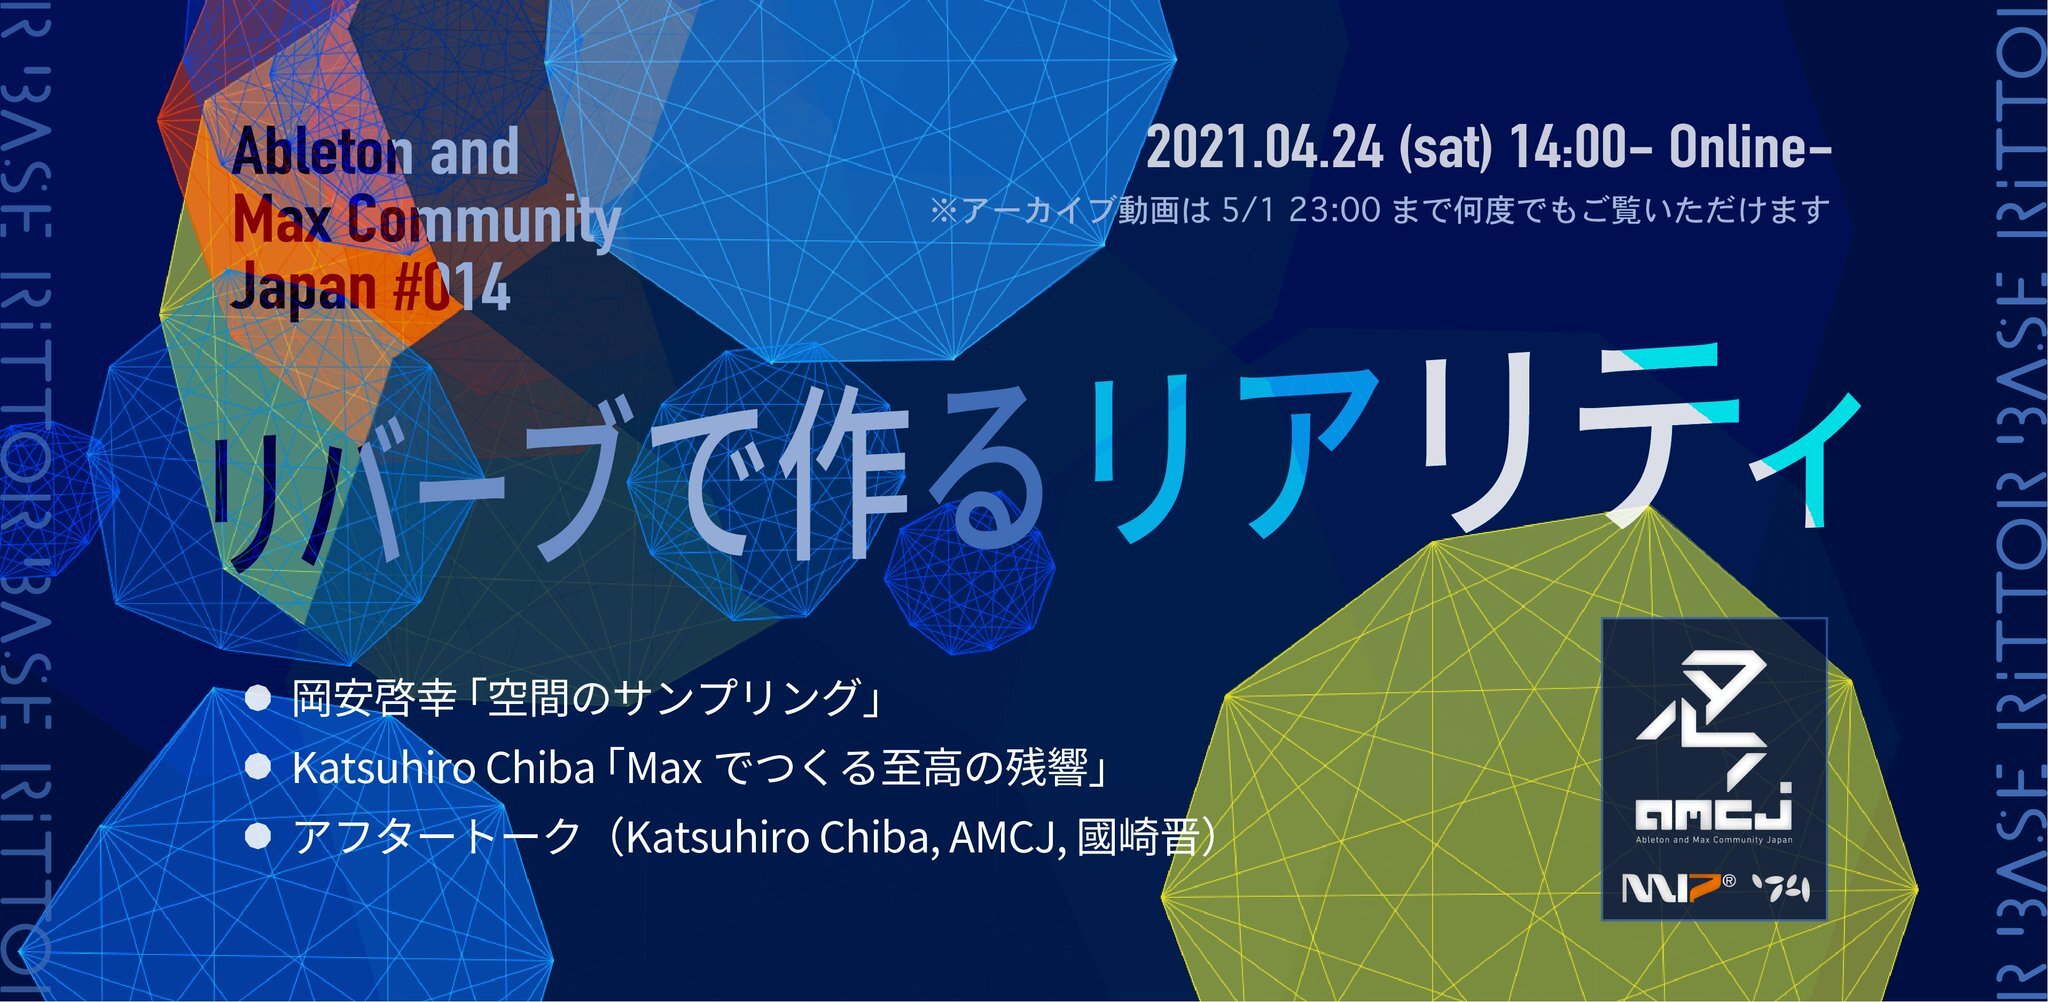 Ableton and
Max Community
Japan #014
2021.04.24 (sat) 14:00- Online-
※アーカイブ動画は 5/1 23:00 まで何度でもご覧いただけます
リバーブで作るリアリティ
岡安啓幸「空間のサンプリング」
Katsuhiro Chiba「Max でつくる至高の残響」
アフタートーク（Katsuhiro Chiba, AMCJ, 國崎晋）
amcj
Ableton and Max Community Japan
MI7®
R BASE RiTTOR BASE RiTTO
R BASE RiTTOR BASE RiTTO